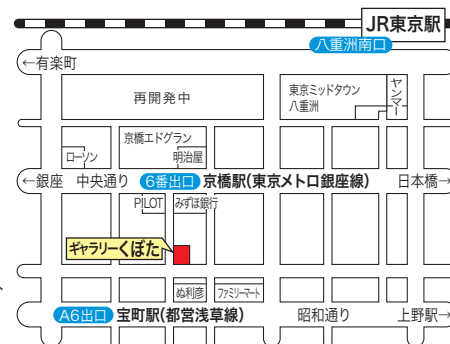 JR東京駅
八重洲南口
←有楽町
再開発中
東京ミッドタウン
八重洲
ヤンマー
京橋エドグラン
ローソン
明治屋
←銀座 中央通り 6番出口 京橋駅(東京メトロ銀座線) 日本橋→
PILOT
みずほ銀行
ギャラリーくぼた
ぬ利彦
ファミリーマート
A6出口 宝町駅(都営浅草線) 昭和通り 上野駅→